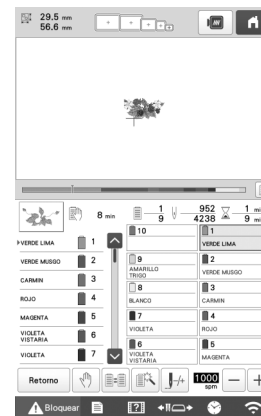 29.5 mm
56.6 mm
8 min
1
9
952
4238
1 mi
9 mi
VERDE LIMA 1
VERDE MUSGO 2
CARMIN 3
ROJO 4
MAGENTA 5
VIOLETA VISTARIA 6
VIOLETA 7
10
9
AMARILLO TRIGO
8
BLANCO
7
VIOLETA
6
VIOLETA VISTARIA
1
VERDE LIMA
2
VERDE MUSGO
3
CARMIN
4
ROJO
5
MAGENTA
Retorno
1000 spm
Bloquear